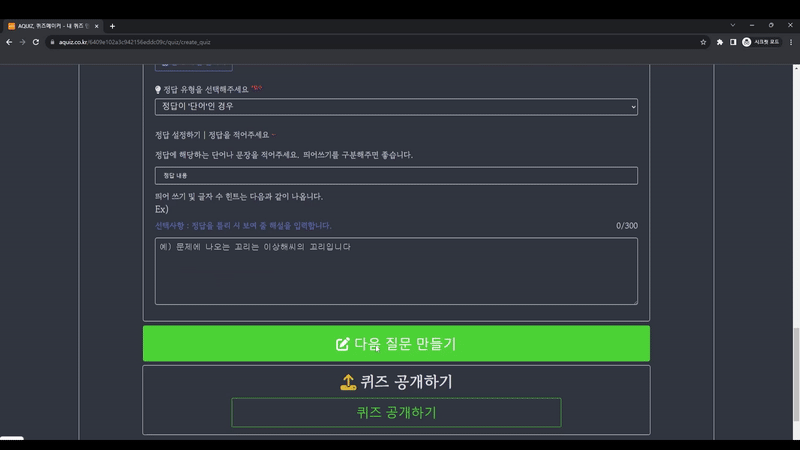 AQUIZ, 퀴즈메이커 - 내 퀴즈 만
aquiz.co.kr/6409e102a3c942156eddc09c/quiz/create_quiz
시크릿 모드
정답 유형을 선택해주세요
정답이 '단어'인 경우
정답 설정하기 | 정답을 적어주세요 -
정답에 해당하는 단어나 문장을 적어주세요. 띄어쓰기를 구분해주면 좋습니다.
정답 내용
띄어 쓰기 및 글자 수 힌트는 다음과 같이 나옵니다.
Ex)
선택사항 : 정답을 틀리 시 보여 줄 해설을 입력합니다.
0/300
예) 문제에 나오는 꼬리는 이상해씨의 꼬리입니다
다음 질문 만들기
퀴즈 공개하기
퀴즈 공개하기